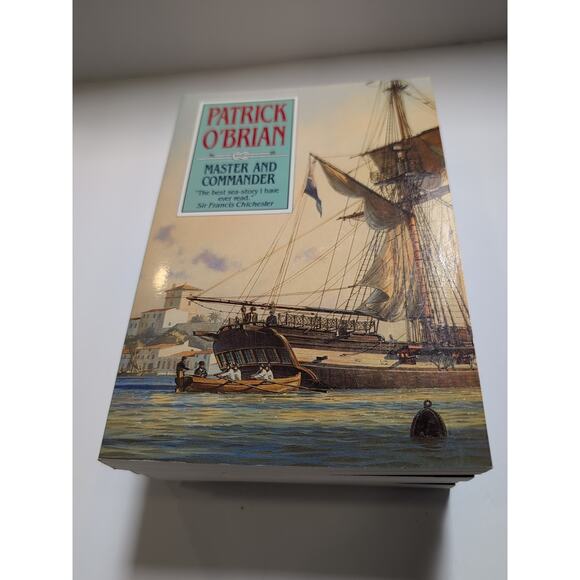 PATRICK
O'BRIAN
MASTER AND
COMMANDER
"The best sea-story I have
ever read."
Sir Francis Chichester